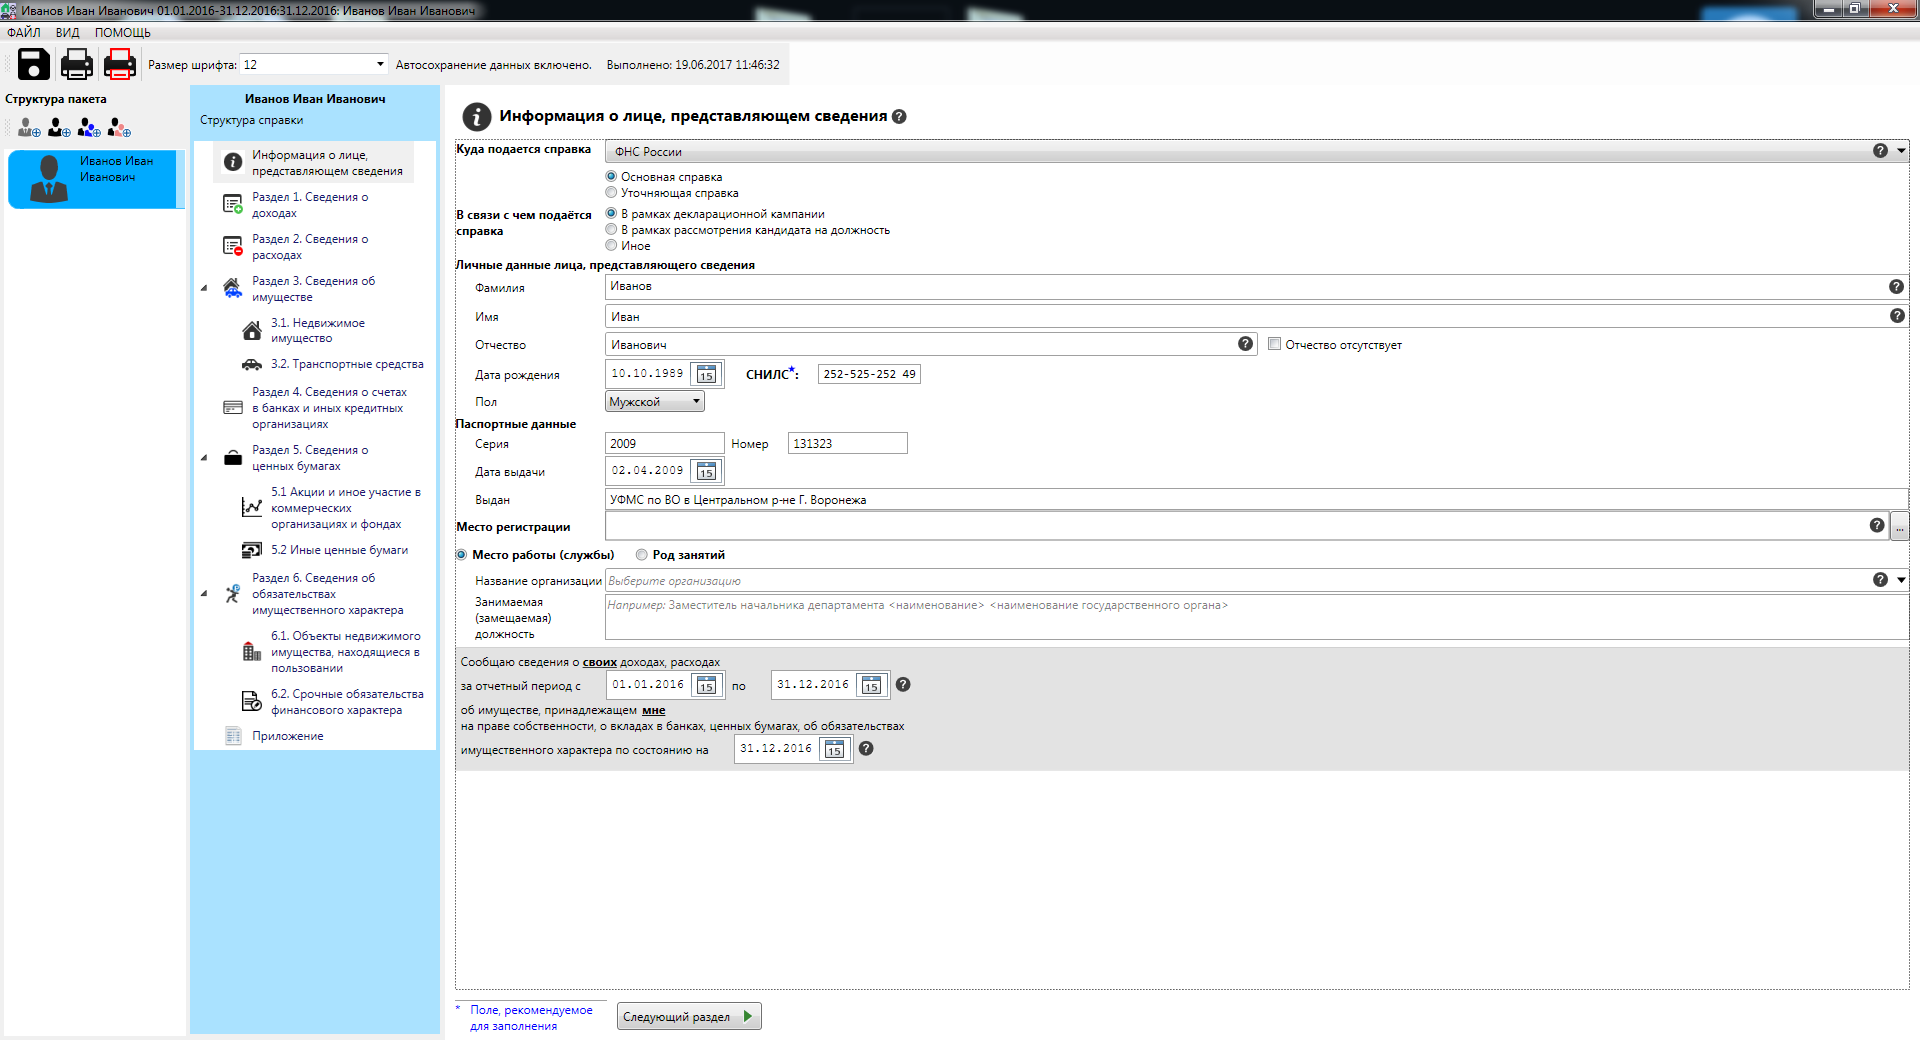 Иванов Иван Иванович 01.01.2016-31.12.2016:31.12.2016: Иванов Иван Иванович
ФАЙЛ ВИД ПОМОЩЬ
Размер шрифта: 12 Автосохранение данных включено. Выполнено: 19.06.2017 11:46:32
Структура пакета
Иванов Иван
Иванович
Иванов Иван Иванович
Структура справки
Информация о лице,
представляющем сведения
Раздел 1. Сведения о
доходах
Раздел 2. Сведения о
расходах
Раздел 3. Сведения об
имуществе
3.1. Недвижимое
имущество
3.2. Транспортные средства
Раздел 4. Сведения о счетах
в банках и иных кредитных
организациях
Раздел 5. Сведения о
ценных бумагах
5.1 Акции и иное участие в
коммерческих
организациях и фондах
5.2 Иные ценные бумаги
Раздел 6. Сведения об
обязательствах
имущественного характера
6.1. Объекты недвижимого
имущества, находящиеся в
пользовании
6.2. Срочные обязательства
финансового характера
Приложение
Информация о лице, представляющем сведения ?
Куда подается справка ФНС России ?
Основная справка
Уточняющая справка
В связи с чем подаётся
справка
В рамках декларационной кампании
В рамках рассмотрения кандидата на должность
Иное
Личные данные лица, представляющего сведения
Фамилия Иванов ?
Имя Иван ?
Отчество Иванович ? Отчество отсутствует
Дата рождения 10.10.1989 15 СНИЛС*: 252-525-252 49
Пол Мужской
Паспортные данные
Серия 2009 Номер 131323
Дата выдачи 02.04.2009 15
Выдан УФМС по ВО в Центральном р-не Г. Воронежа
Место регистрации ? ...
Место работы (службы) Род занятий
Название организации Выберите организацию ?
Занимаемая
(замещаемая)
должность
Например: Заместитель начальника департамента <наименование> <наименование государственного органа>
Сообщаю сведения о своих доходах, расходах
за отчетный период с 01.01.2016 15 по 31.12.2016 15 ?
об имуществе, принадлежащем мне
на праве собственности, о вкладах в банках, ценных бумагах, об обязательствах
имущественного характера по состоянию на 31.12.2016 15 ?
* Поле, рекомендуемое
для заполнения
Следующий раздел